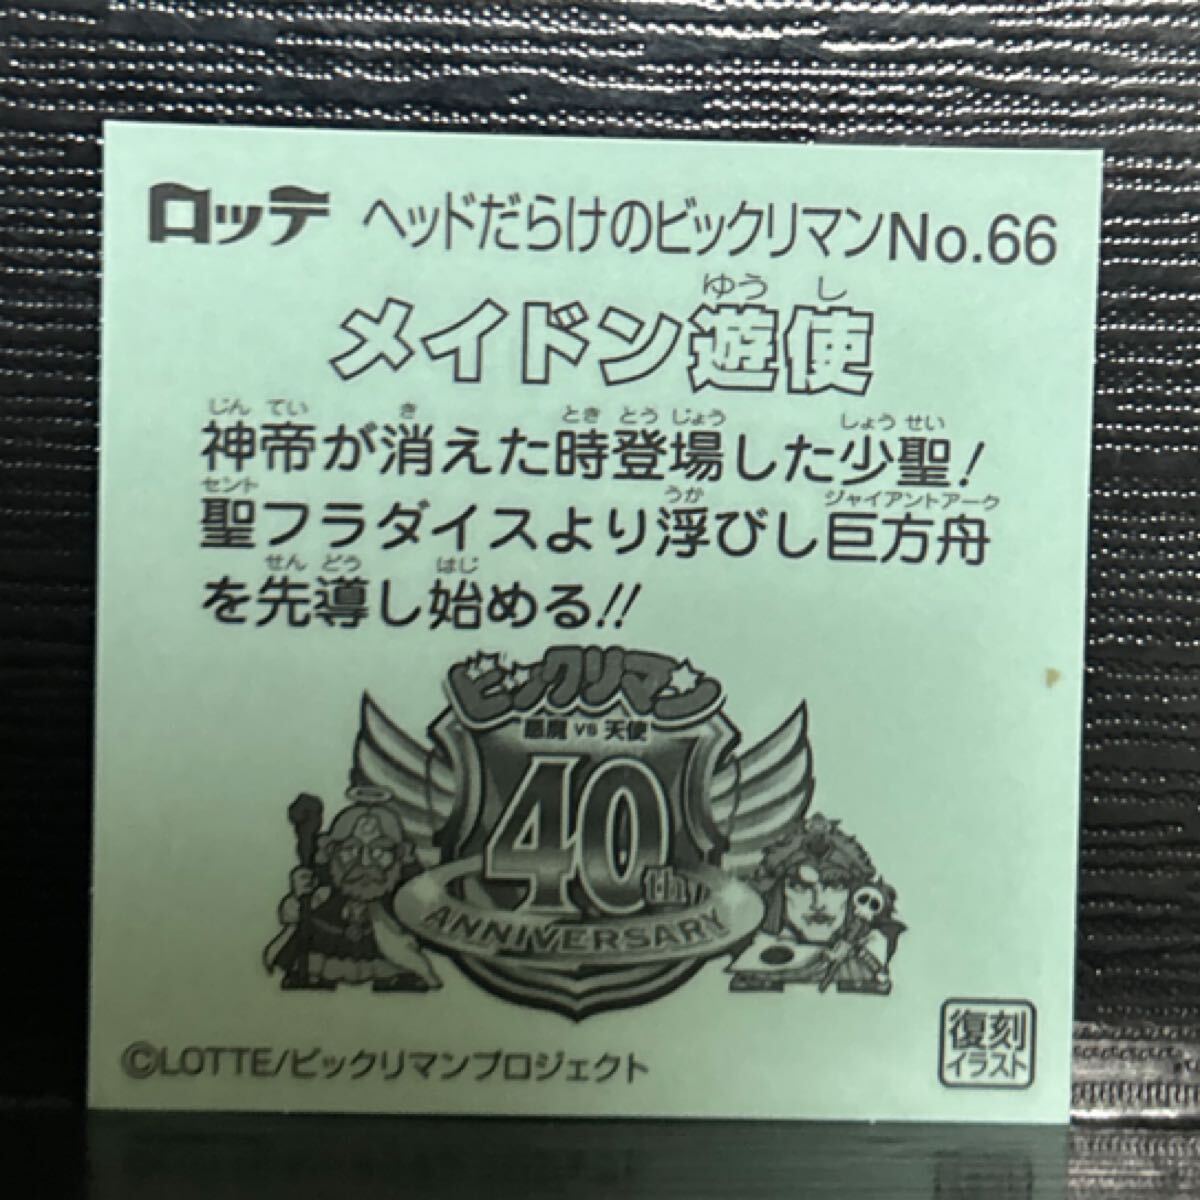 ロッテ ヘッドだらけのビックリマンNo.66
ゆうし
メイドン遊使
じんてい き とき とうじょう しょうせい
神帝が消えた時登場した少聖!
セント うか ジャイアントアーク
聖フラダイスより浮びし巨方舟
せんどう はじ
を先導し始める!!
ビックリマン
悪魔 VS 天使
40th
ANNIVERSARY
©LOTTE/ビックリマンプロジェクト
復刻
イラスト